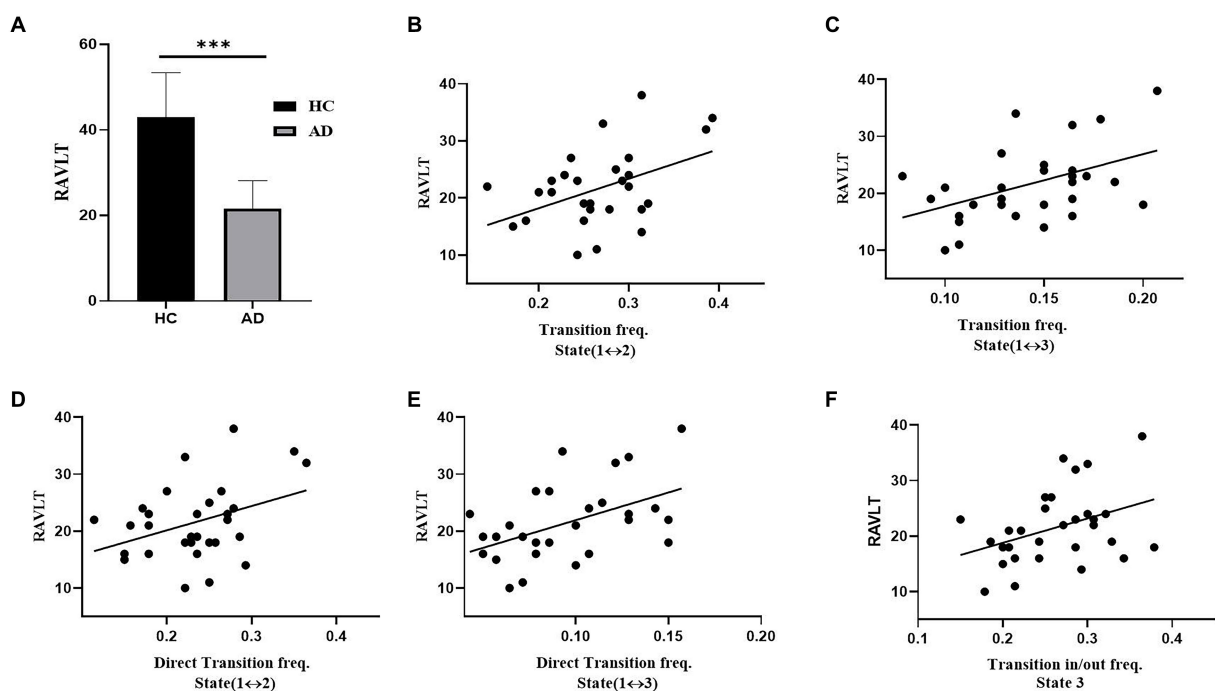 A
RAVLT
60
40
20
0
***
HC
AD
HC
AD
B
RAVLT
40
30
20
10
0.2
0.3
0.4
Transition freq.
State(1↔2)
C
RAVLT
40
30
20
10
0.10
0.15
0.20
Transition freq.
State(1↔3)
D
RAVLT
40
30
20
10
0.2
0.3
0.4
Direct Transition freq.
State(1↔2)
E
RAVLT
40
30
20
10
0.10
0.15
0.20
Direct Transition freq.
State(1↔3)
F
RAVLT
40
30
20
10
0.1
0.2
0.3
0.4
Transition in/out freq.
State 3